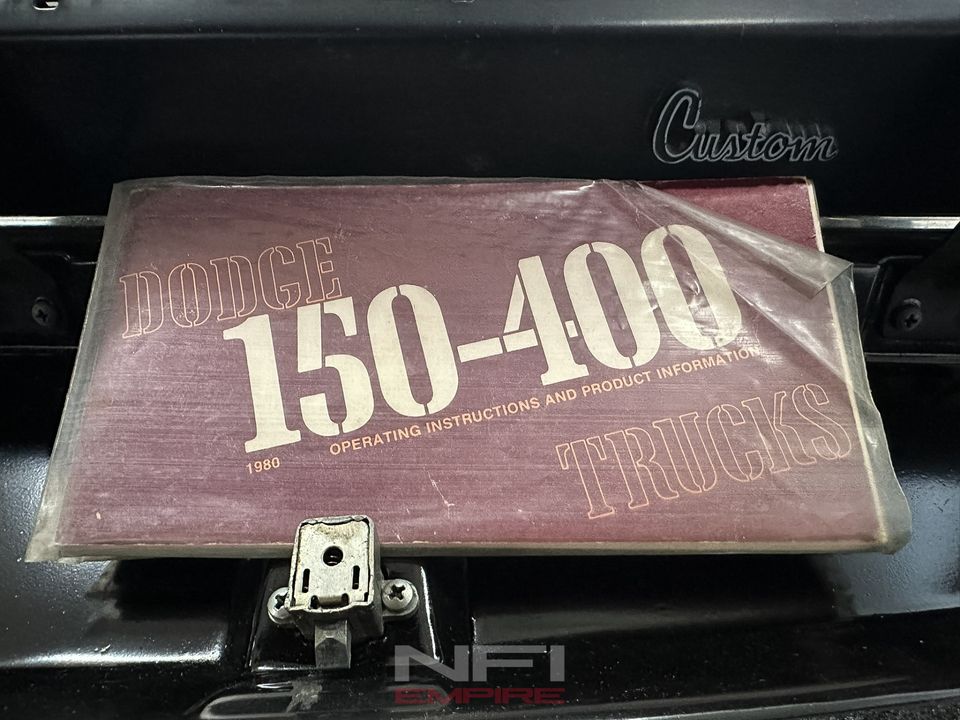 Custom
DODGE
150-400
OPERATING INSTRUCTIONS AND PRODUCT INFORMATION
1980
TRUCKS
NFI
EMPIRE